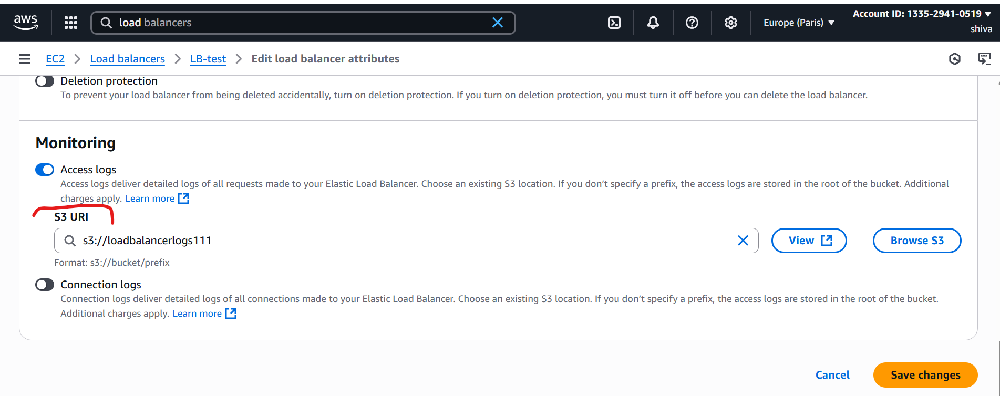 aws
load balancers
Europe (Paris)
Account ID: 1335-2941-0519
shiva
EC2
Load balancers
LB-test
Edit load balancer attributes
Deletion protection
To prevent your load balancer from being deleted accidentally, turn on deletion protection. If you turn on deletion protection, you must turn it off before you can delete the load balancer.
Monitoring
Access logs
Access logs deliver detailed logs of all requests made to your Elastic Load Balancer. Choose an existing S3 location. If you don’t specify a prefix, the access logs are stored in the root of the bucket. Additional
charges apply. Learn more
S3 URI
s3://loadbalancerlogs111
View
Browse S3
Format: s3://bucket/prefix
Connection logs
Connection logs deliver detailed logs of all connections made to your Elastic Load Balancer. Choose an existing S3 location. If you don’t specify a prefix, the access logs are stored in the root of the bucket.
Additional charges apply. Learn more
Cancel
Save changes